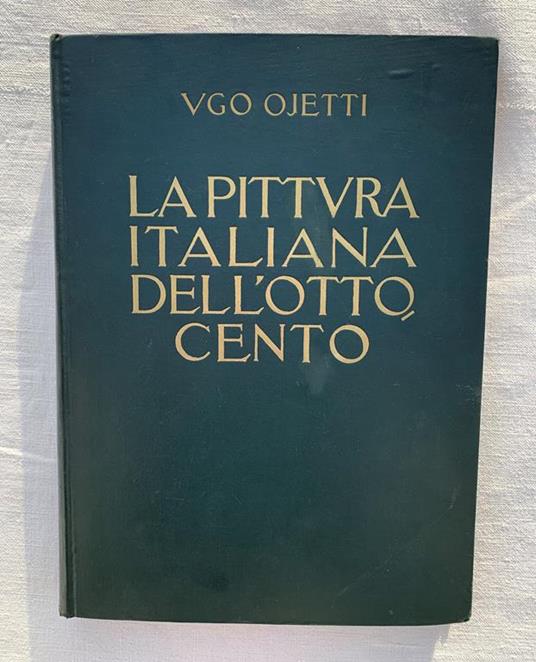 VGO OJETTI
LA PITTVRA
ITALIANA
DELL'OTTO,
CENTO